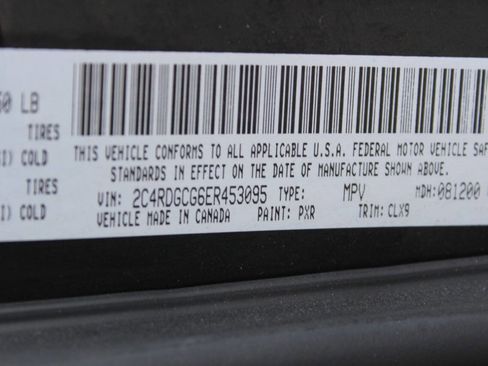 50 LB
TIRES
I) COLD
TIRES
I) COLD
THIS VEHICLE CONFORMS TO ALL APPLICABLE U.S.A. FEDERAL MOTOR VEHICLE SAF
STANDARDS IN EFFECT ON THE DATE OF MANUFACTURE SHOWN ABOVE.
VIN: 2C4RDGCG6ER453095 TYPE: MPV MDH:081200
VEHICLE MADE IN CANADA PAINT: PXR TRIM: CLX9